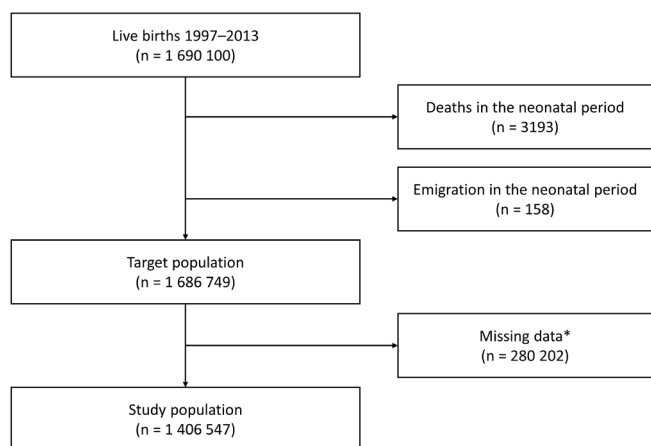 Live births 1997–2013
(n = 1 690 100)
Deaths in the neonatal period
(n = 3193)
Emigration in the neonatal period
(n = 158)
Target population
(n = 1 686 749)
Missing data*
(n = 280 202)
Study population
(n = 1 406 547)